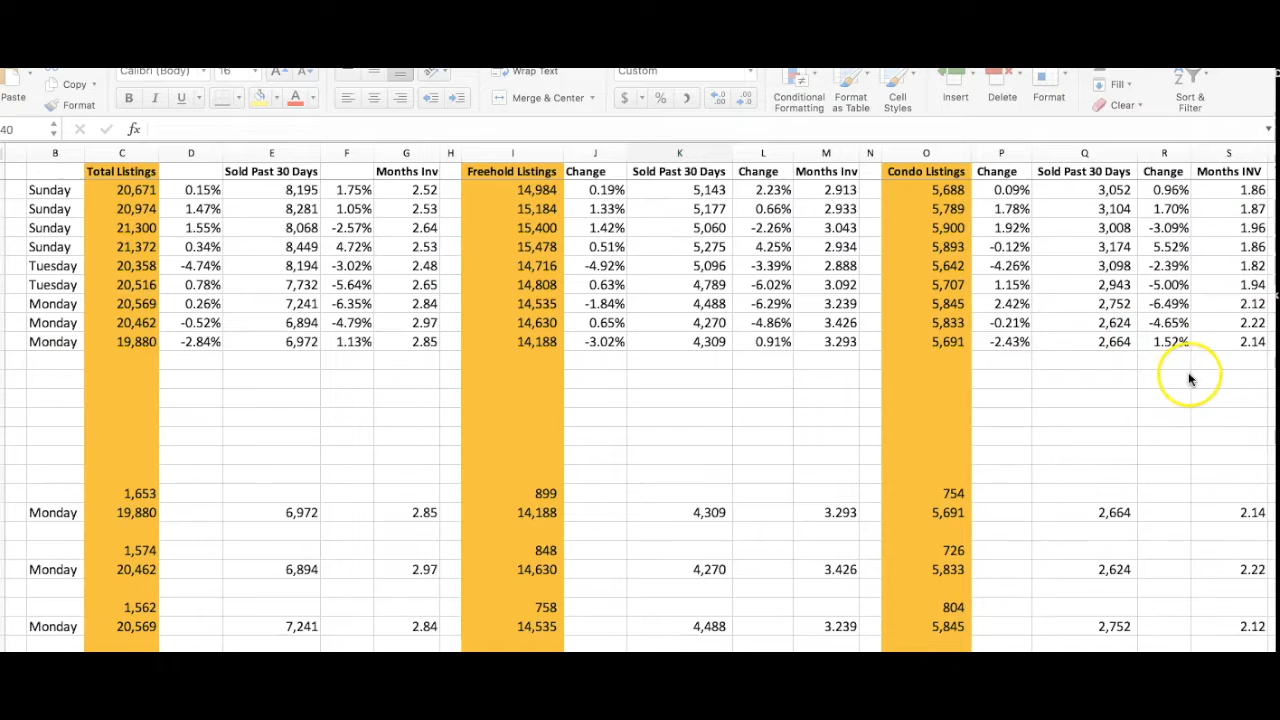 Copy Calibri (Body) 16 A A Wrap Text Custom Fill
Paste Format B I U A Merge & Center $ % Conditional Formatting Format as Table Cell Styles Insert Delete Format Clear Sort & Filter
40 fx
B C D E F G H I J K L M N O P Q R S
Total Listings Sold Past 30 Days Months Inv Freehold Listings Change Sold Past 30 Days Change Months Inv Condo Listings Change Sold Past 30 Days Change Months INV
Sunday 20,671 0.15% 8,195 1.75% 2.52 14,984 0.19% 5,143 2.23% 2.913 5,688 0.09% 3,052 0.96% 1.86
Sunday 20,974 1.47% 8,281 1.05% 2.53 15,184 1.33% 5,177 0.66% 2.933 5,789 1.78% 3,104 1.70% 1.87
Sunday 21,300 1.55% 8,068 -2.57% 2.64 15,400 1.42% 5,060 -2.26% 3.043 5,900 1.92% 3,008 -3.09% 1.96
Sunday 21,372 0.34% 8,449 4.72% 2.53 15,478 0.51% 5,275 4.25% 2.934 5,893 -0.12% 3,174 5.52% 1.86
Tuesday 20,358 -4.74% 8,194 -3.02% 2.48 14,716 -4.92% 5,096 -3.39% 2.888 5,642 -4.26% 3,098 -2.39% 1.82
Tuesday 20,516 0.78% 7,732 -5.64% 2.65 14,808 0.63% 4,789 -6.02% 3.092 5,707 1.15% 2,943 -5.00% 1.94
Monday 20,569 0.26% 7,241 -6.35% 2.84 14,535 -1.84% 4,488 -6.29% 3.239 5,845 2.42% 2,752 -6.49% 2.12
Monday 20,462 -0.52% 6,894 -4.79% 2.97 14,630 0.65% 4,270 -4.86% 3.426 5,833 -0.21% 2,624 -4.65% 2.22
Monday 19,880 -2.84% 6,972 1.13% 2.85 14,188 -3.02% 4,309 0.91% 3.293 5,691 -2.43% 2,664 1.52% 2.14
1,653 899 754
Monday 19,880 6,972 2.85 14,188 4,309 3.293 5,691 2,664 2.14
1,574 848 726
Monday 20,462 6,894 2.97 14,630 4,270 3.426 5,833 2,624 2.22
1,562 758 804
Monday 20,569 7,241 2.84 14,535 4,488 3.239 5,845 2,752 2.12